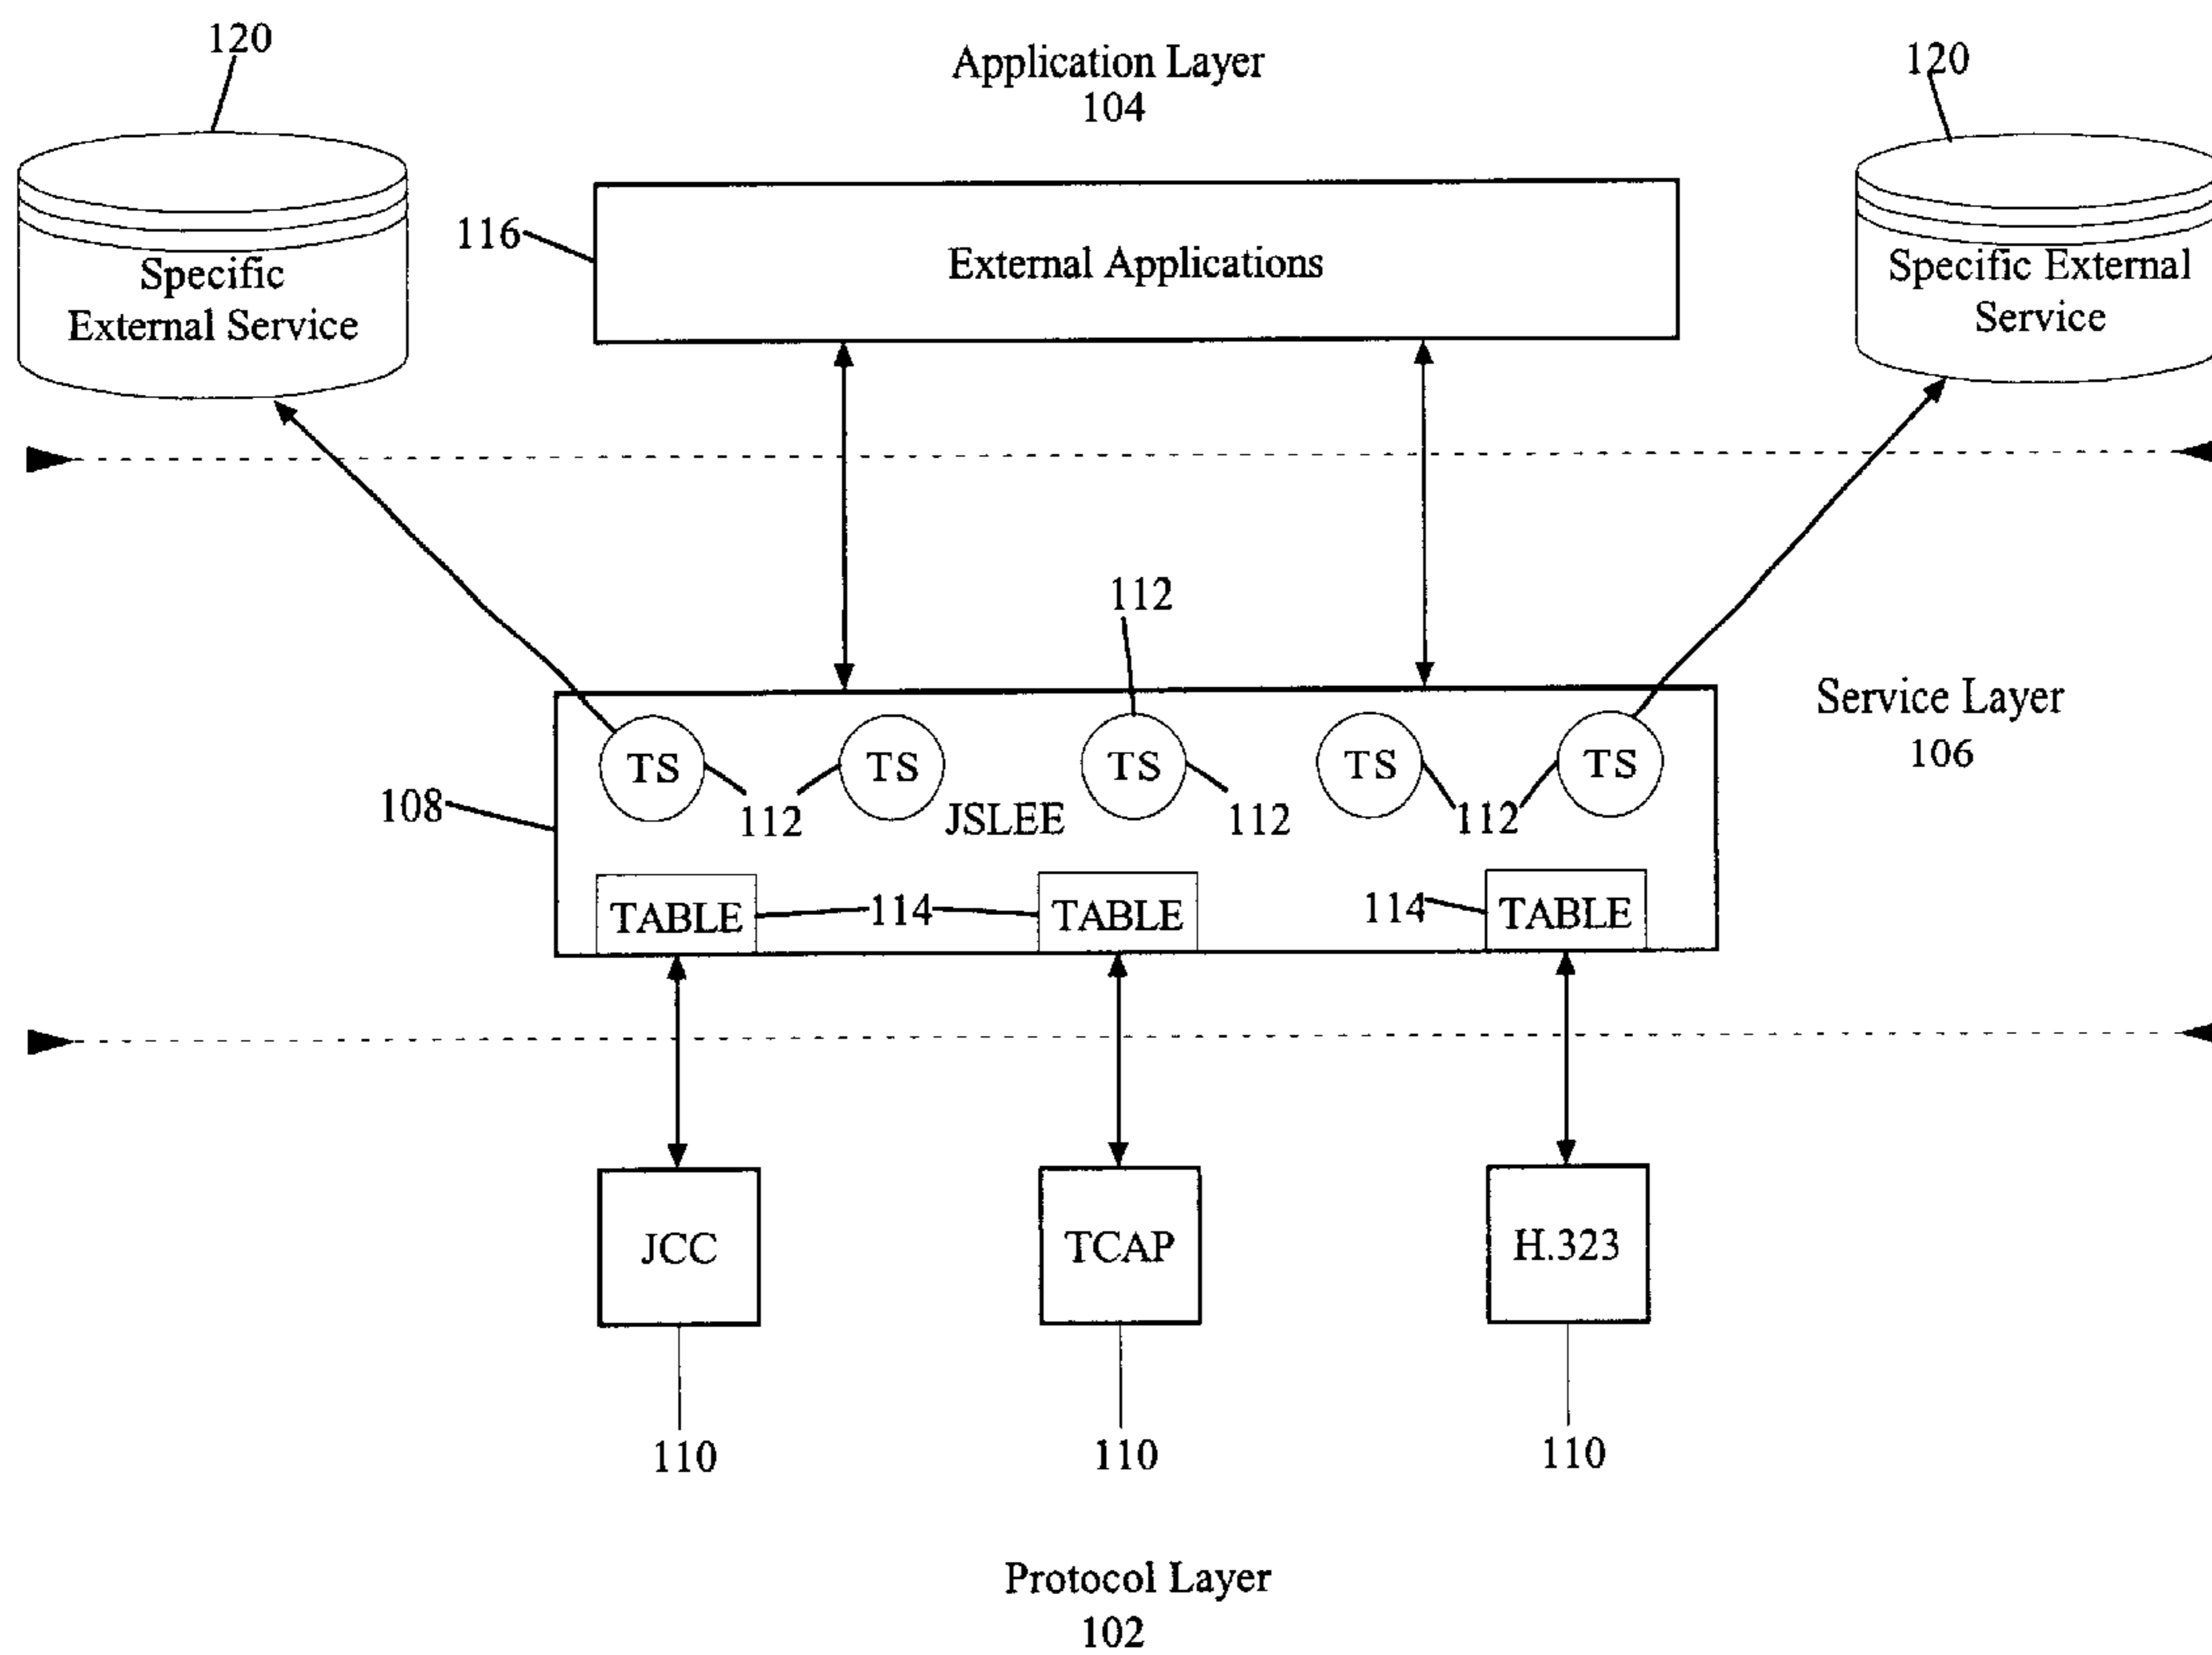 120
Application Layer
104
120
Specific
External Service
116
External Applications
Specific External
Service
112
Service Layer
106
TS
TS
TS
TS
TS
108
112
JSLEE
112
112
TABLE
114
TABLE
114
TABLE
JCC
TCAP
H.323
110
110
110
Protocol Layer
102